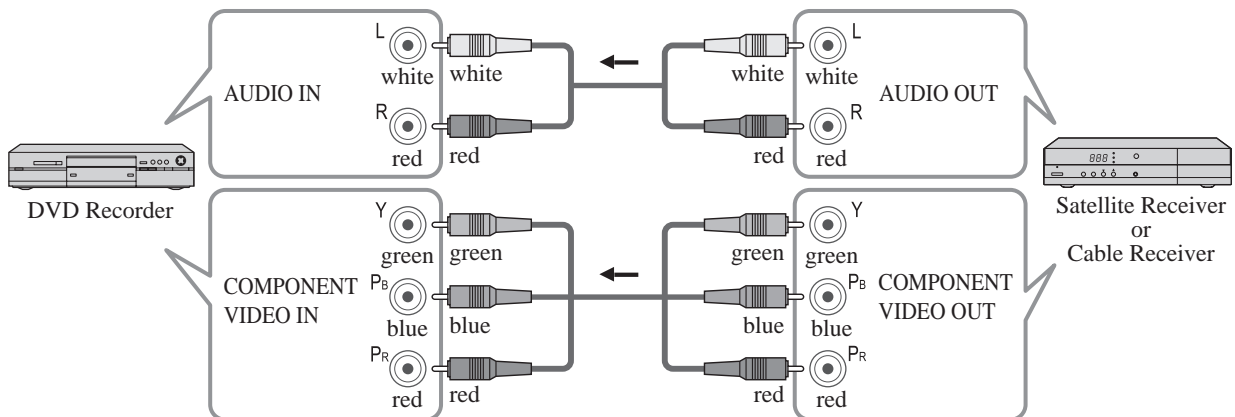 L
white white
AUDIO IN
R
red red
white white
L
AUDIO OUT
R
red red
DVD Recorder
888
Satellite Receiver
or
Cable Receiver
Y
green green
COMPONENT
VIDEO IN
PB
blue blue
PR
red red
Y
green green
COMPONENT
VIDEO OUT
PB
blue blue
PR
red red